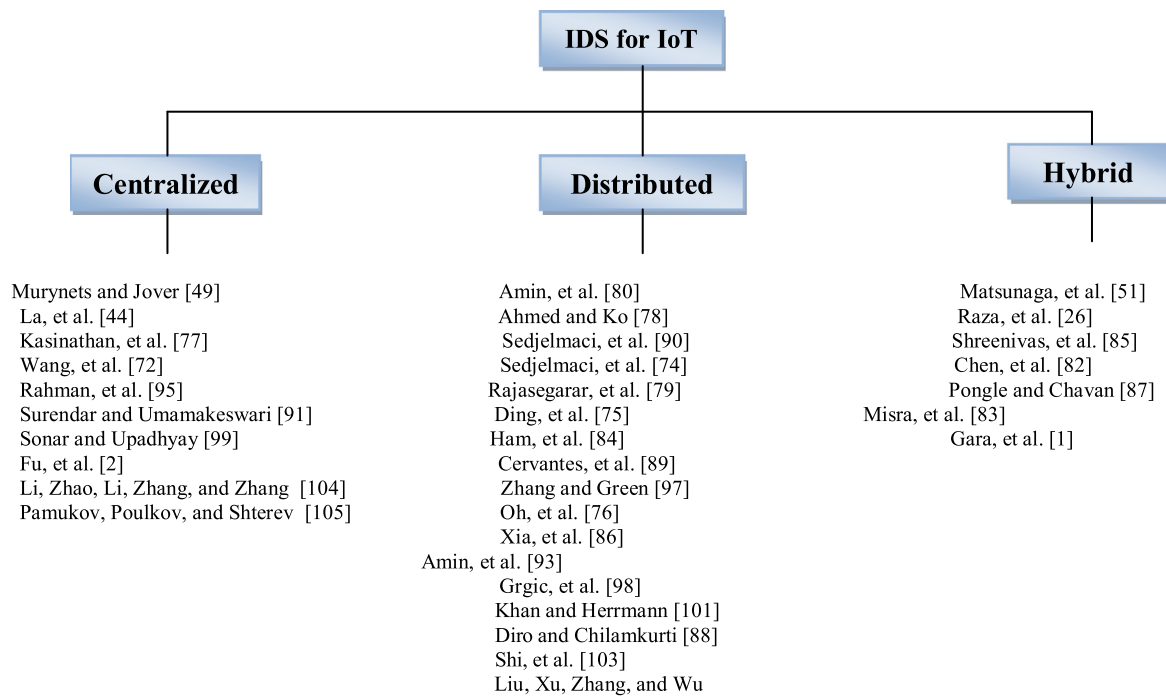 IDS for IoT
Centralized
Murynets and Jover [49]
La, et al. [44]
Kasinathan, et al. [77]
Wang, et al. [72]
Rahman, et al. [95]
Surendar and Umamakeswari [91]
Sonar and Upadhyay [99]
Fu, et al. [2]
Li, Zhao, Li, Zhang, and Zhang [104]
Pamukov, Poulkov, and Shterev [105]
Distributed
Amin, et al. [80]
Ahmed and Ko [78]
Sedjelmaci, et al. [90]
Sedjelmaci, et al. [74]
Rajasegarar, et al. [79]
Ding, et al. [75]
Ham, et al. [84]
Cervantes, et al. [89]
Zhang and Green [97]
Oh, et al. [76]
Xia, et al. [86]
Amin, et al. [93]
Grgic, et al. [98]
Khan and Herrmann [101]
Diro and Chilamkurti [88]
Shi, et al. [103]
Liu, Xu, Zhang, and Wu
Hybrid
Matsunaga, et al. [51]
Raza, et al. [26]
Shreenivas, et al. [85]
Chen, et al. [82]
Pongle and Chavan [87]
Misra, et al. [83]
Gara, et al. [1]